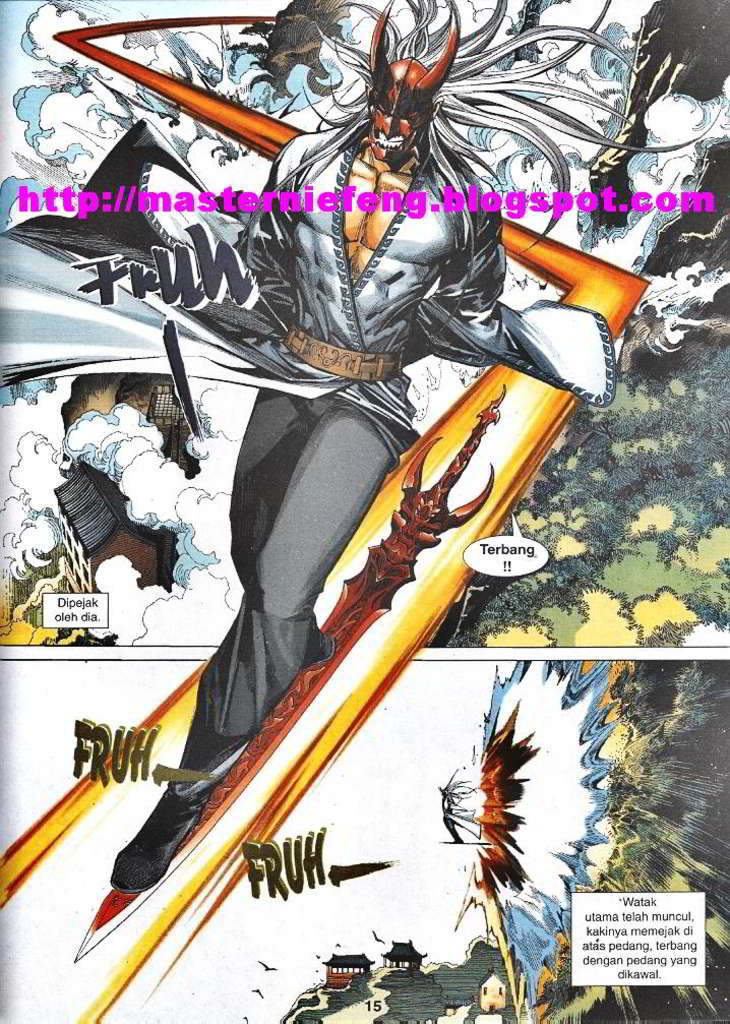 http://masterniefeng.blogspot.com
FRUH
Terbang
!!
Dipejak
oleh dia.
FRUH
FRUH
"Watak
utama telah muncul,
kakinya memejak di
atas pedang, terbang
dengan pedang yang
dikawal.
15